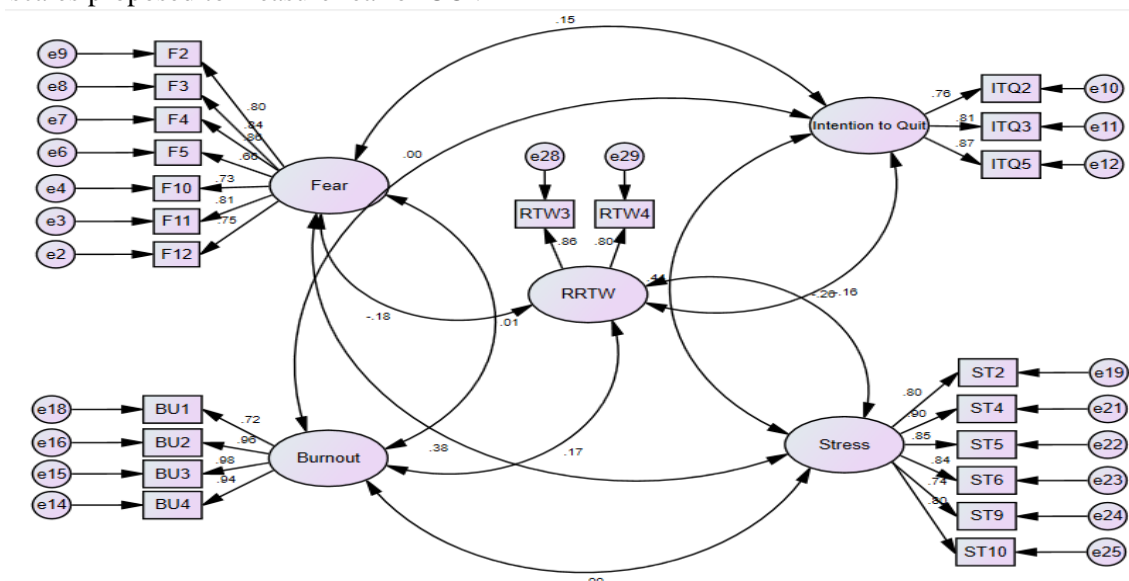 .15
e9 F2
e8 F3 .80
e7 F4 .84
.86
e6 F5 .66
e4 F10 .73
e3 F11 .81
e2 F12 .75
Fear
.00
Intention to Quit
.76 ITQ2 e10
.81 ITQ3 e11
.87 ITQ5 e12
e28 e29
RTW3 RTW4
.86 .80
RRTW
-.16
-.18 .01
e18 BU1 .72
e16 BU2 .96
e15 BU3 .98
e14 BU4 .94
Burnout
.38 .17
Stress
.80 ST2 e19
.90 ST4 e21
.85 ST5 e22
.84 ST6 e23
.74 ST9 e24
.80 ST10 e25